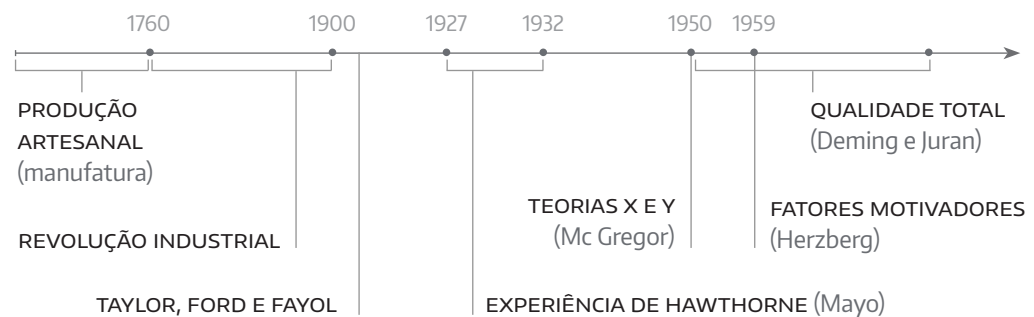 1760 1900 1927 1932 1950 1959
PRODUÇÃO
ARTESANAL
(manufatura)
QUALIDADE TOTAL
(Deming e Juran)
TEORIAS X E Y
(Mc Gregor)
FATORES MOTIVADORES
(Herzberg)
REVOLUÇÃO INDUSTRIAL
TAYLOR, FORD E FAYOL
EXPERIÊNCIA DE HAWTHORNE (Mayo)